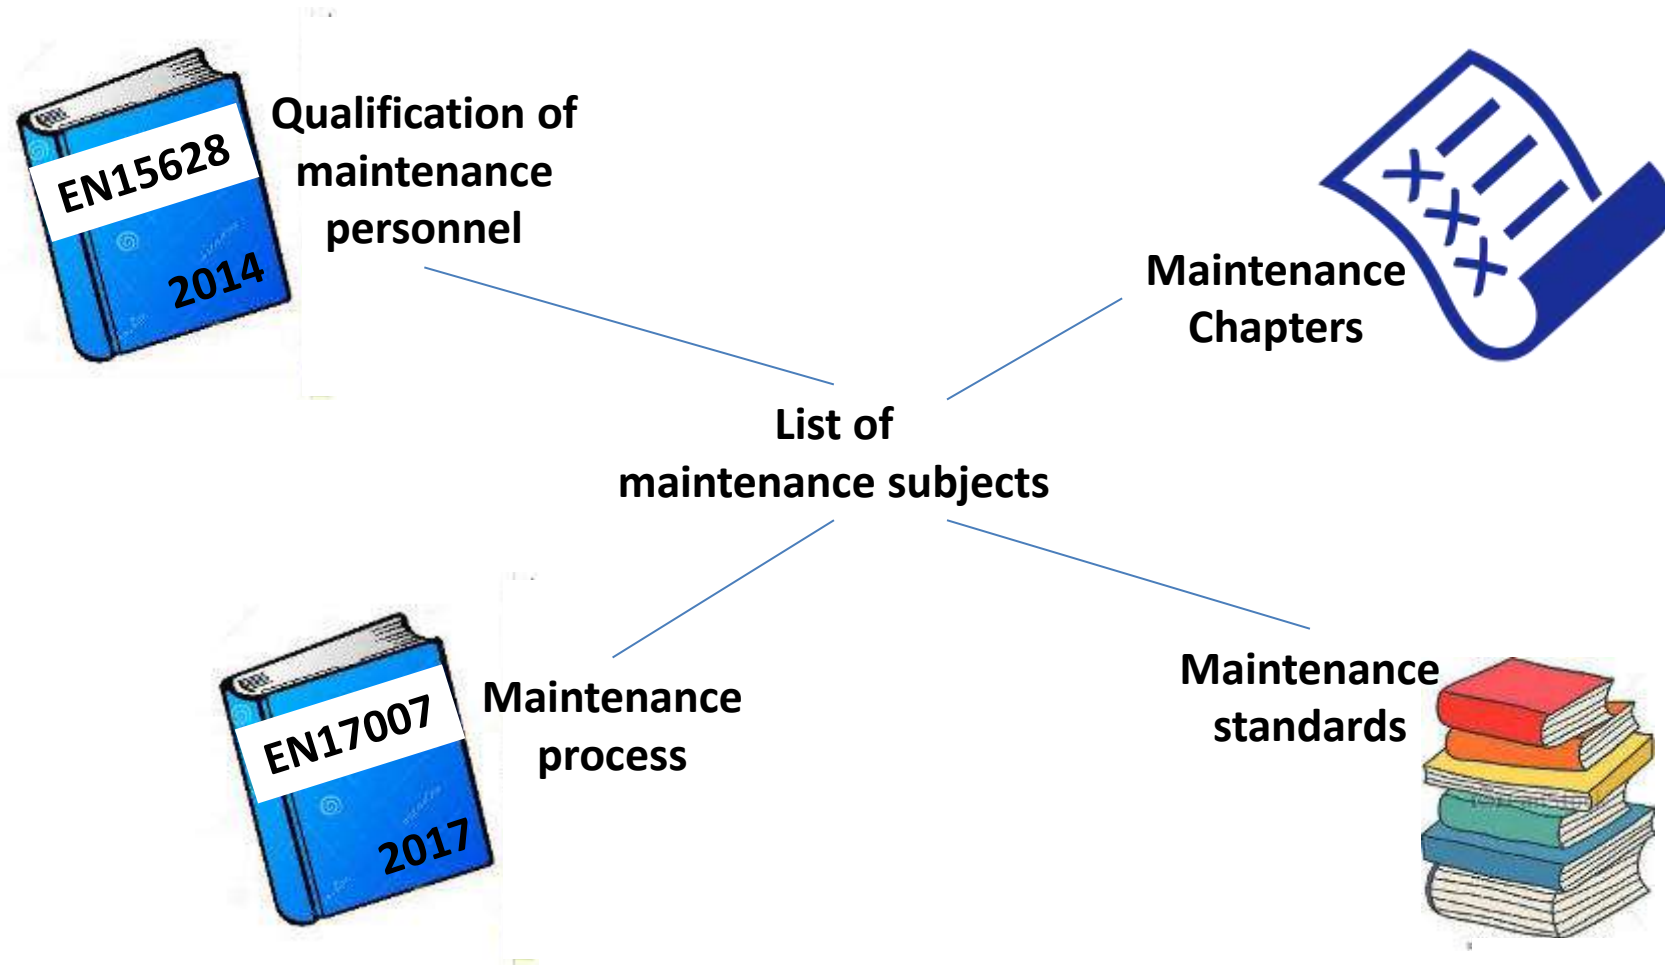 EN15628
2014
Qualification of
maintenance
personnel
Maintenance
Chapters
List of
maintenance subjects
EN17007
2017
Maintenance
process
Maintenance
standards